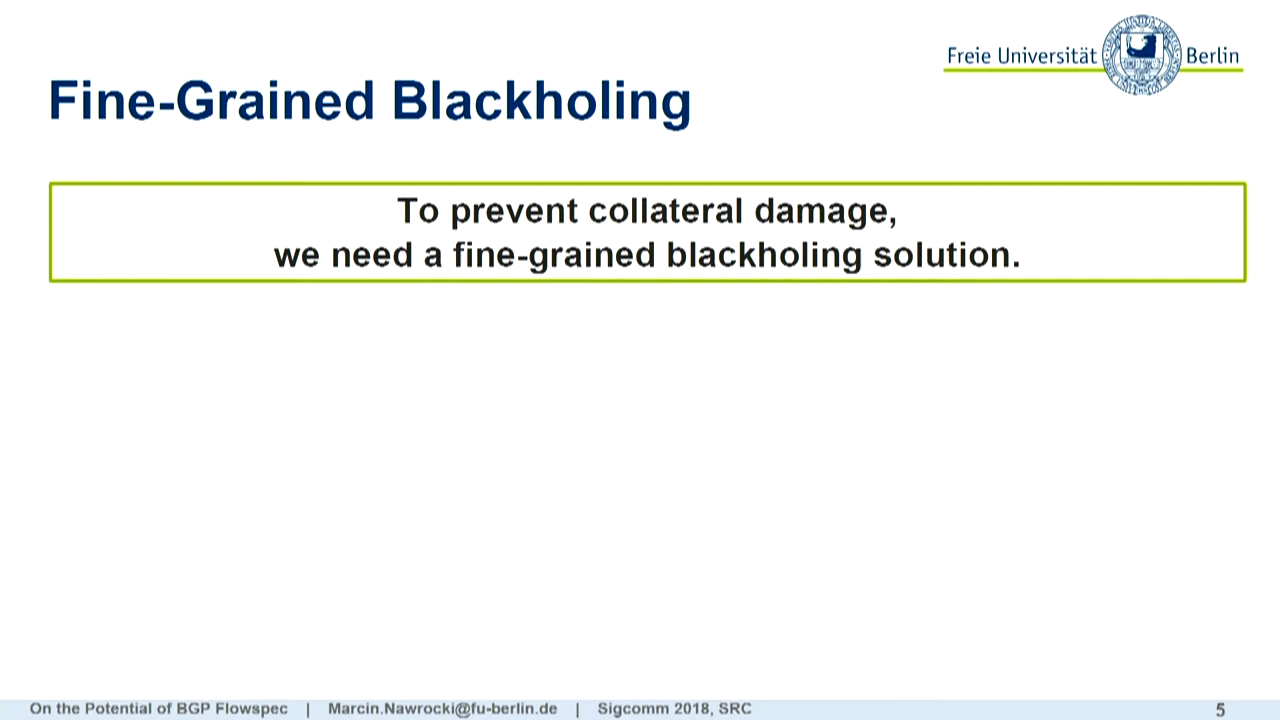 Freie Universität Berlin
Fine-Grained Blackholing
To prevent collateral damage,
we need a fine-grained blackholing solution.
On the Potential of BGP Flowspec | Marcin.Nawrocki@fu-berlin.de | Sigcomm 2018, SRC 5